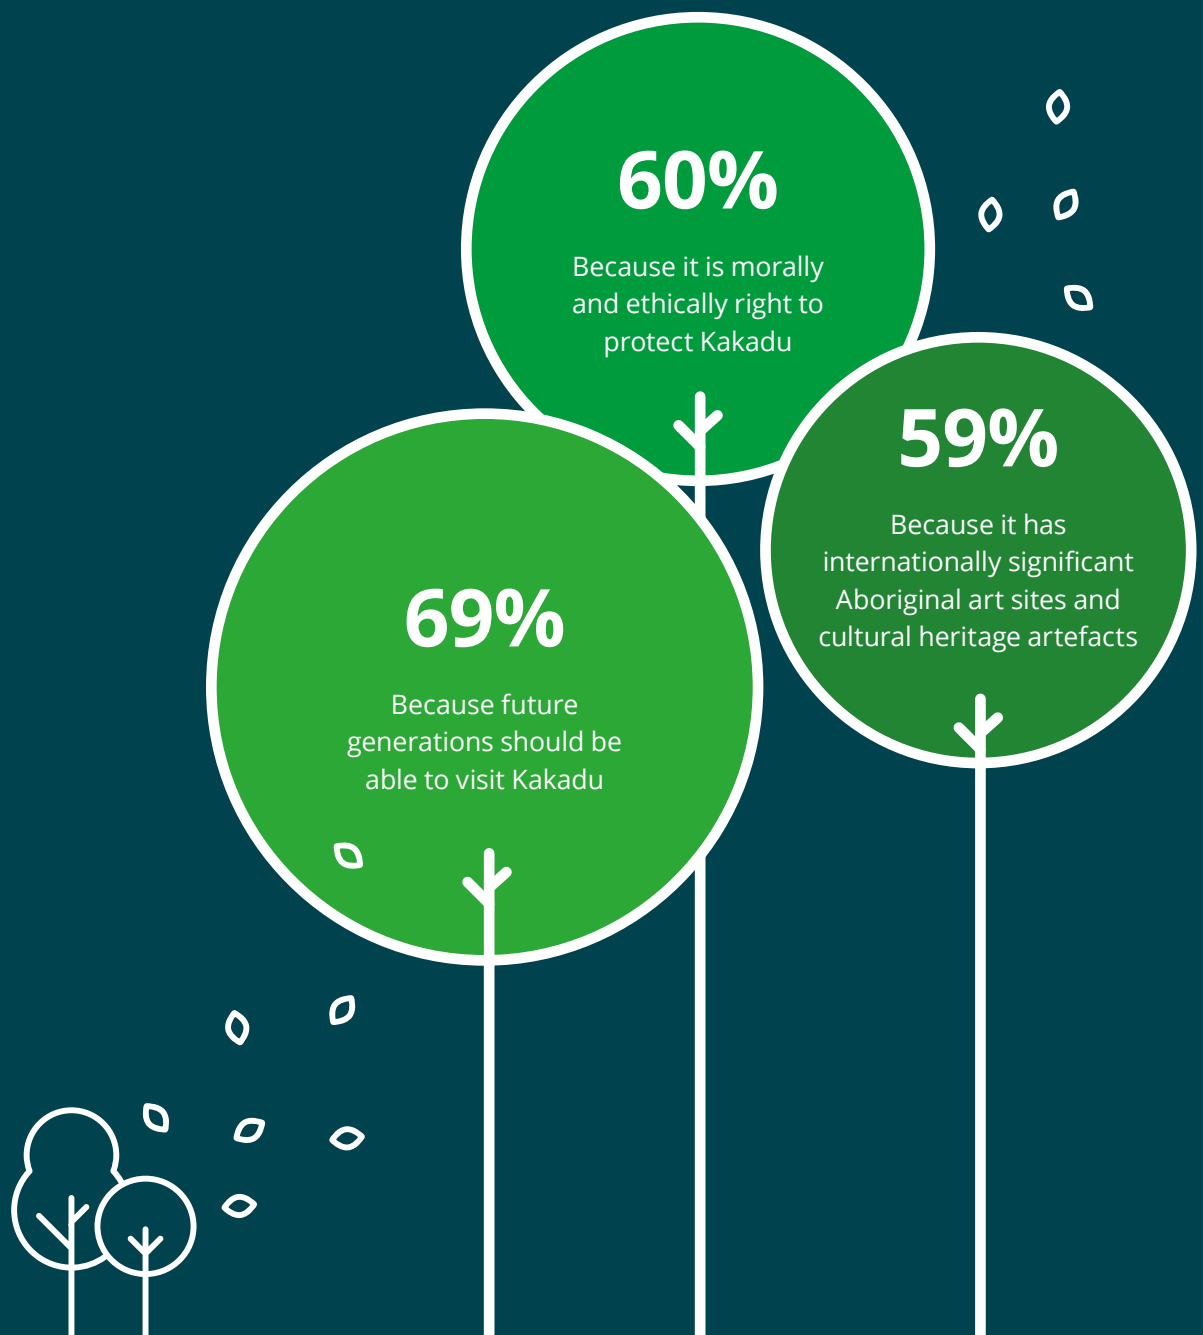 60%
Because it is morally
and ethically right to
protect Kakadu
59%
Because it has
internationally significant
Aboriginal art sites and
cultural heritage artefacts
69%
Because future
generations should be
able to visit Kakadu